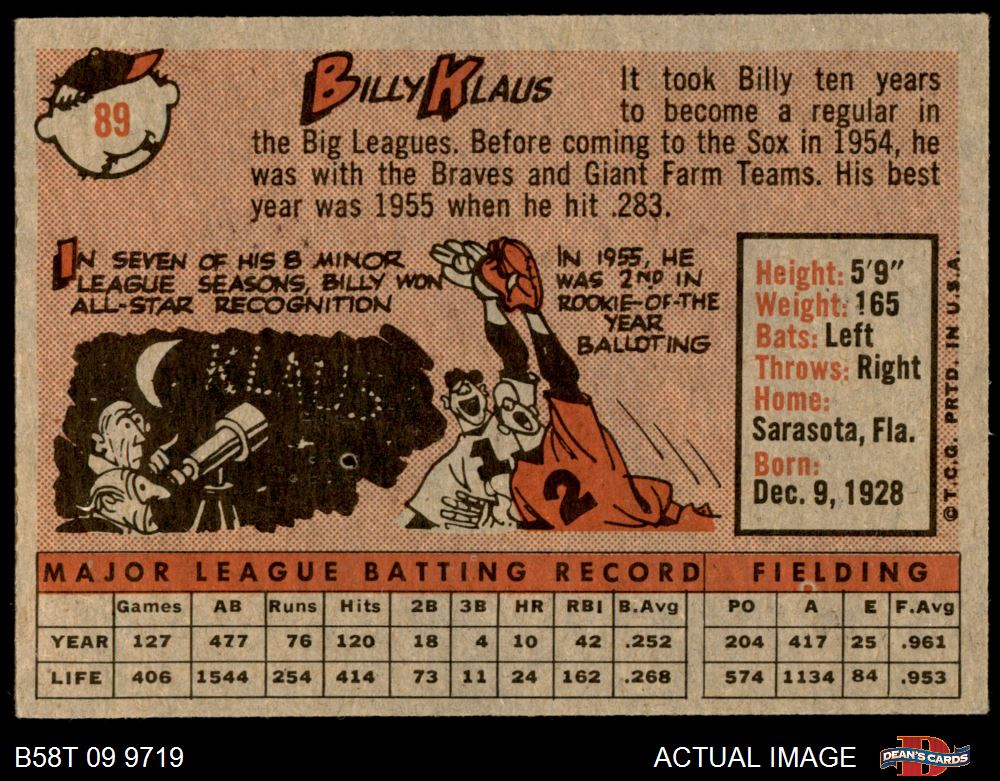 89
BILLY KLAUS
It took Billy ten years
to become a regular in
the Big Leagues. Before coming to the Sox in 1954, he
was with the Braves and Giant Farm Teams. His best
year was 1955 when he hit .283.
IN SEVEN OF HIS 8 MINOR
LEAGUE SEASONS, BILLY WON
ALL-STAR RECOGNITION
KLAUS
IN 1955, HE
WAS 2ND IN
ROOKIE-OF-THE
YEAR
BALLOTING
1
2
Height: 5'9"
Weight: 165
Bats: Left
Throws: Right
Home:
Sarasota, Fla.
Born:
Dec. 9, 1928
© T.C.G. PRTD. IN U.S.A.
MAJOR LEAGUE BATTING RECORD FIELDING
Games AB Runs Hits 2B 3B HR RBI B.Avg PO A E F.Avg
YEAR 127 477 76 120 18 4 10 42 .252 204 417 25 .961
LIFE 406 1544 254 414 73 11 24 162 .268 574 1134 84 .953
B58T 09 9719
ACTUAL IMAGE
D
DEAN'S CARDS